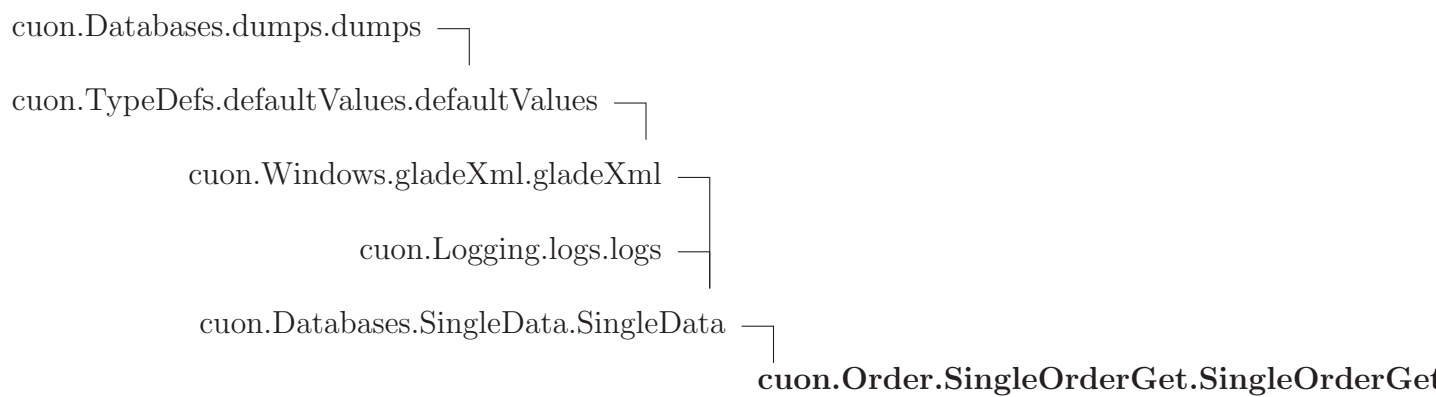 cuon.Databases.dumps.dumps
cuon.TypeDefs.defaultValues.defaultValues
cuon.Windows.gladeXml.gladeXml
cuon.Logging.logs.logs
cuon.Databases.SingleData.SingleData
cuon.Order.SingleOrderGet.SingleOrderGet